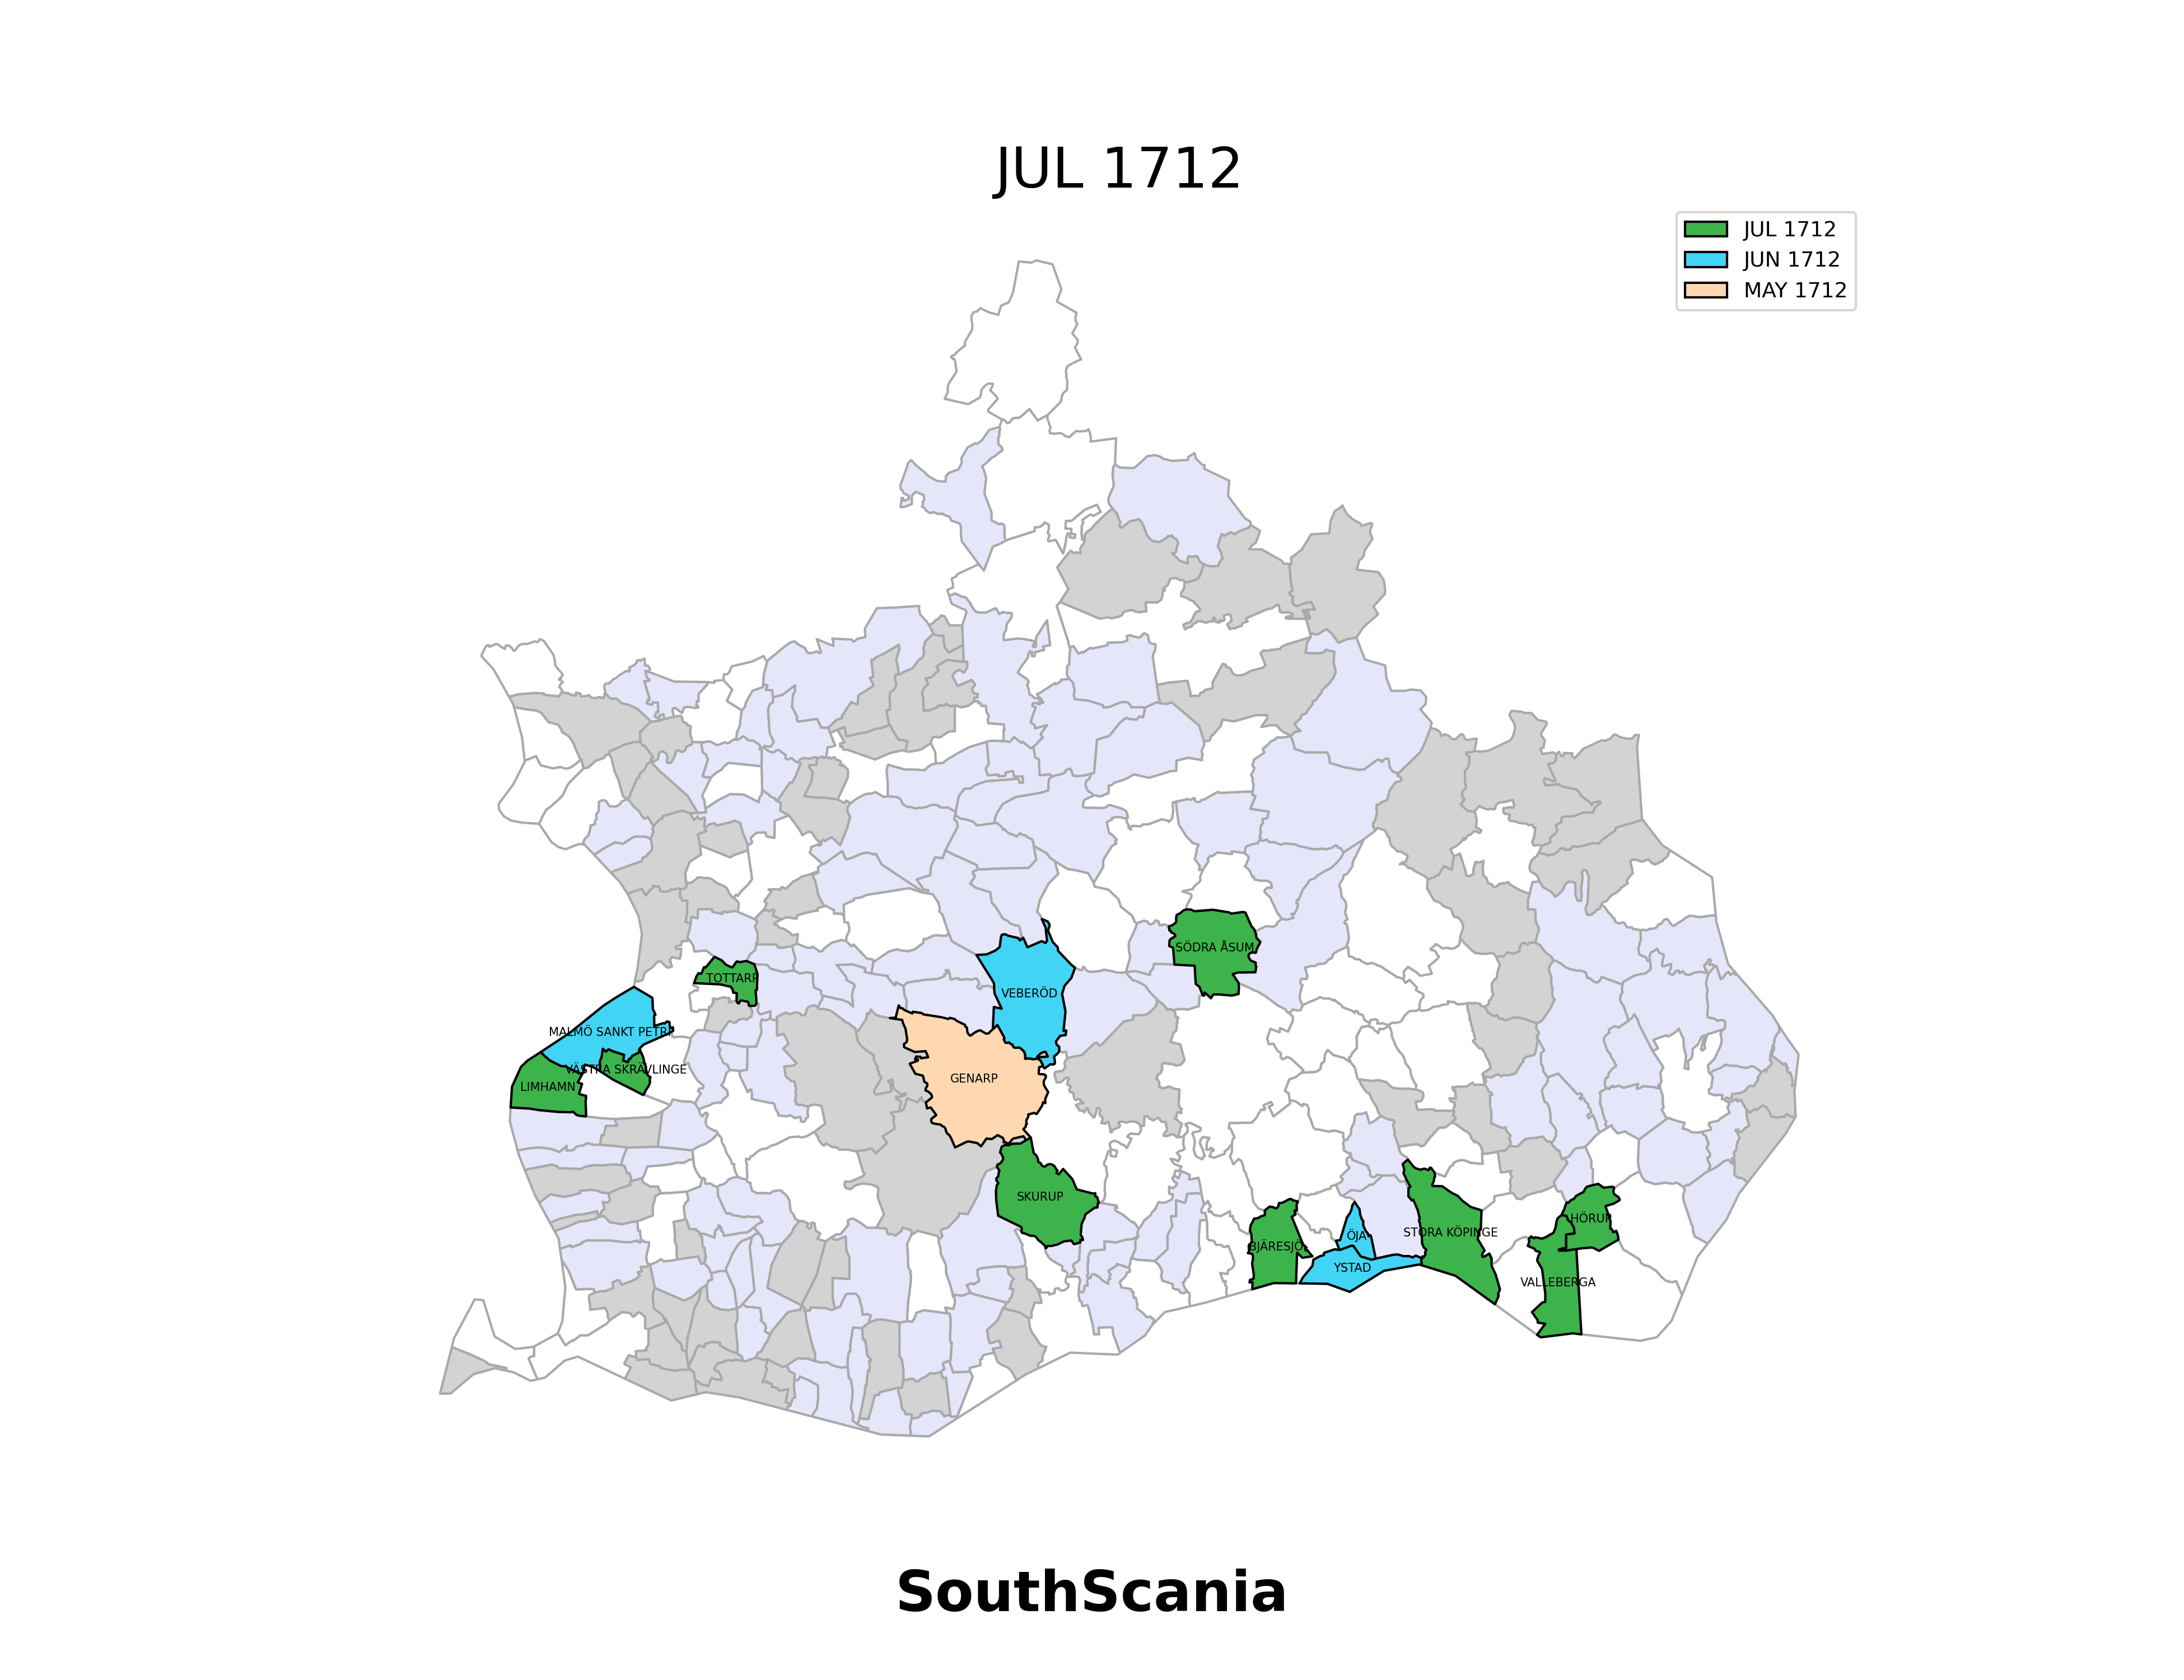 JUL 1712
JUL 1712
JUN 1712
MAY 1712
SÖDRA ÅSUM
TOTTARP
VEBERÖD
MALMÖ SANKT PETRI
VÄSTRA SKRÄVLINGE
GENARP
LIMHAMN
SKURUP
HÖRUP
STORA KÖPINGE
ÖJA
BJÄRESJÖ
YSTAD
VALLEBERGA
SouthScania